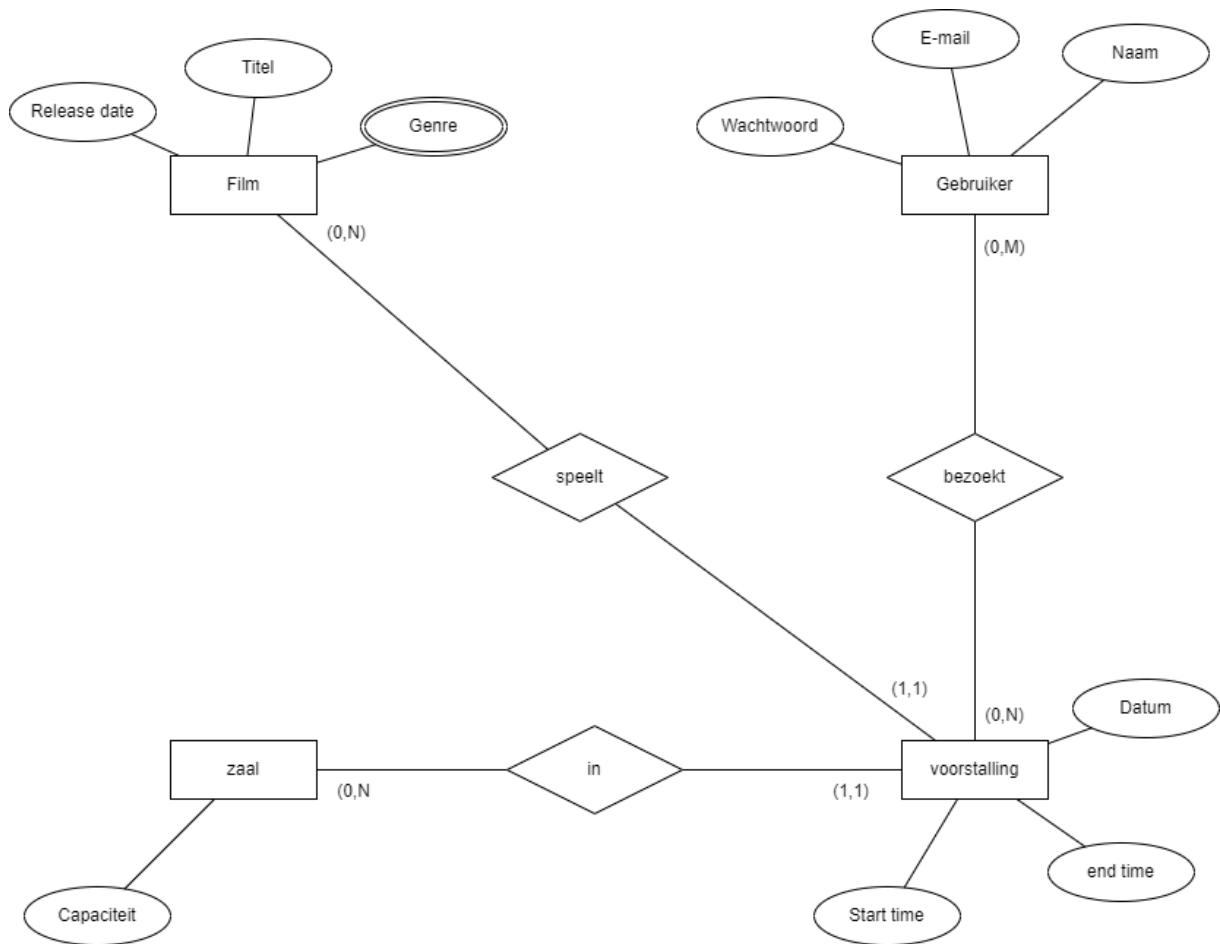 E-mail
Naam
Titel
Release date
Genre
Wachtwoord
Film
Gebruiker
(0,N)
(0,M)
speelt
bezoekt
(1,1)
(0,N)
Datum
zaal
in
voorstalling
(0,N
(1,1)
end time
Capaciteit
Start time